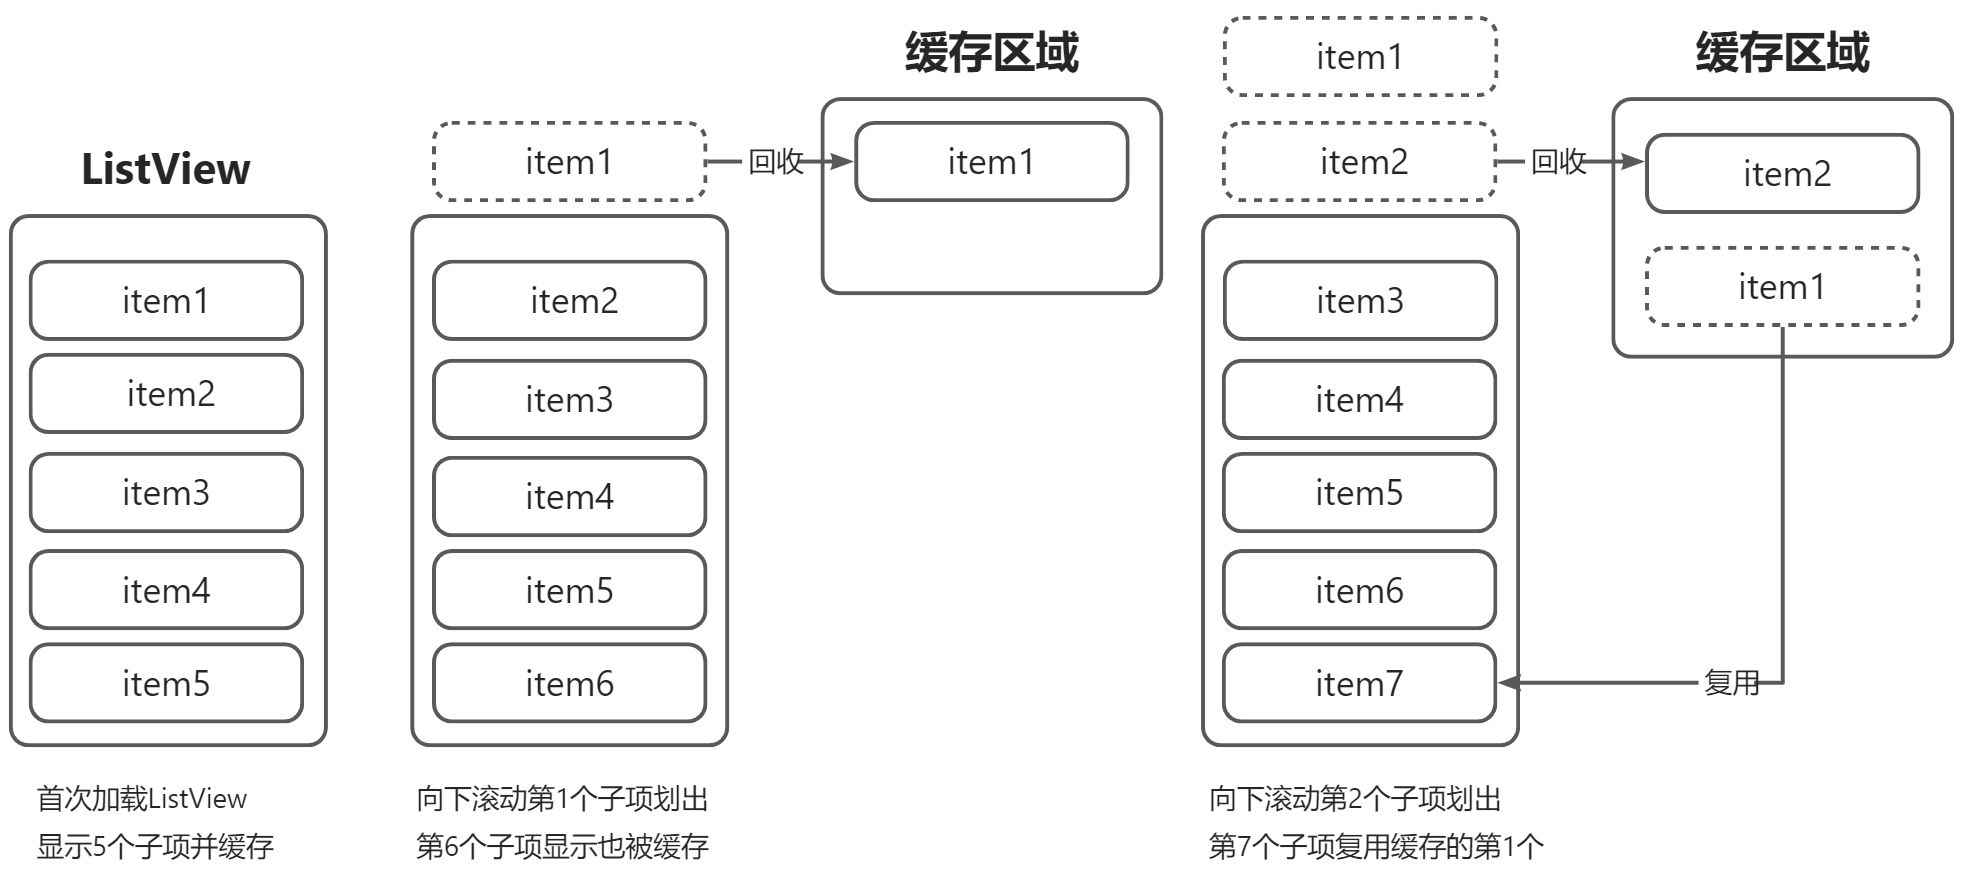 ListView
item1
item2
item3
item4
item5
首次加载ListView
显示5个子项并缓存
缓存区域
item1
回收
item1
item2
item3
item4
item5
item6
向下滚动第1个子项划出
第6个子项显示也被缓存
缓存区域
item1
item2
回收
item2
item1
item3
item4
item5
item6
item7
复用
向下滚动第2个子项划出
第7个子项复用缓存的第1个